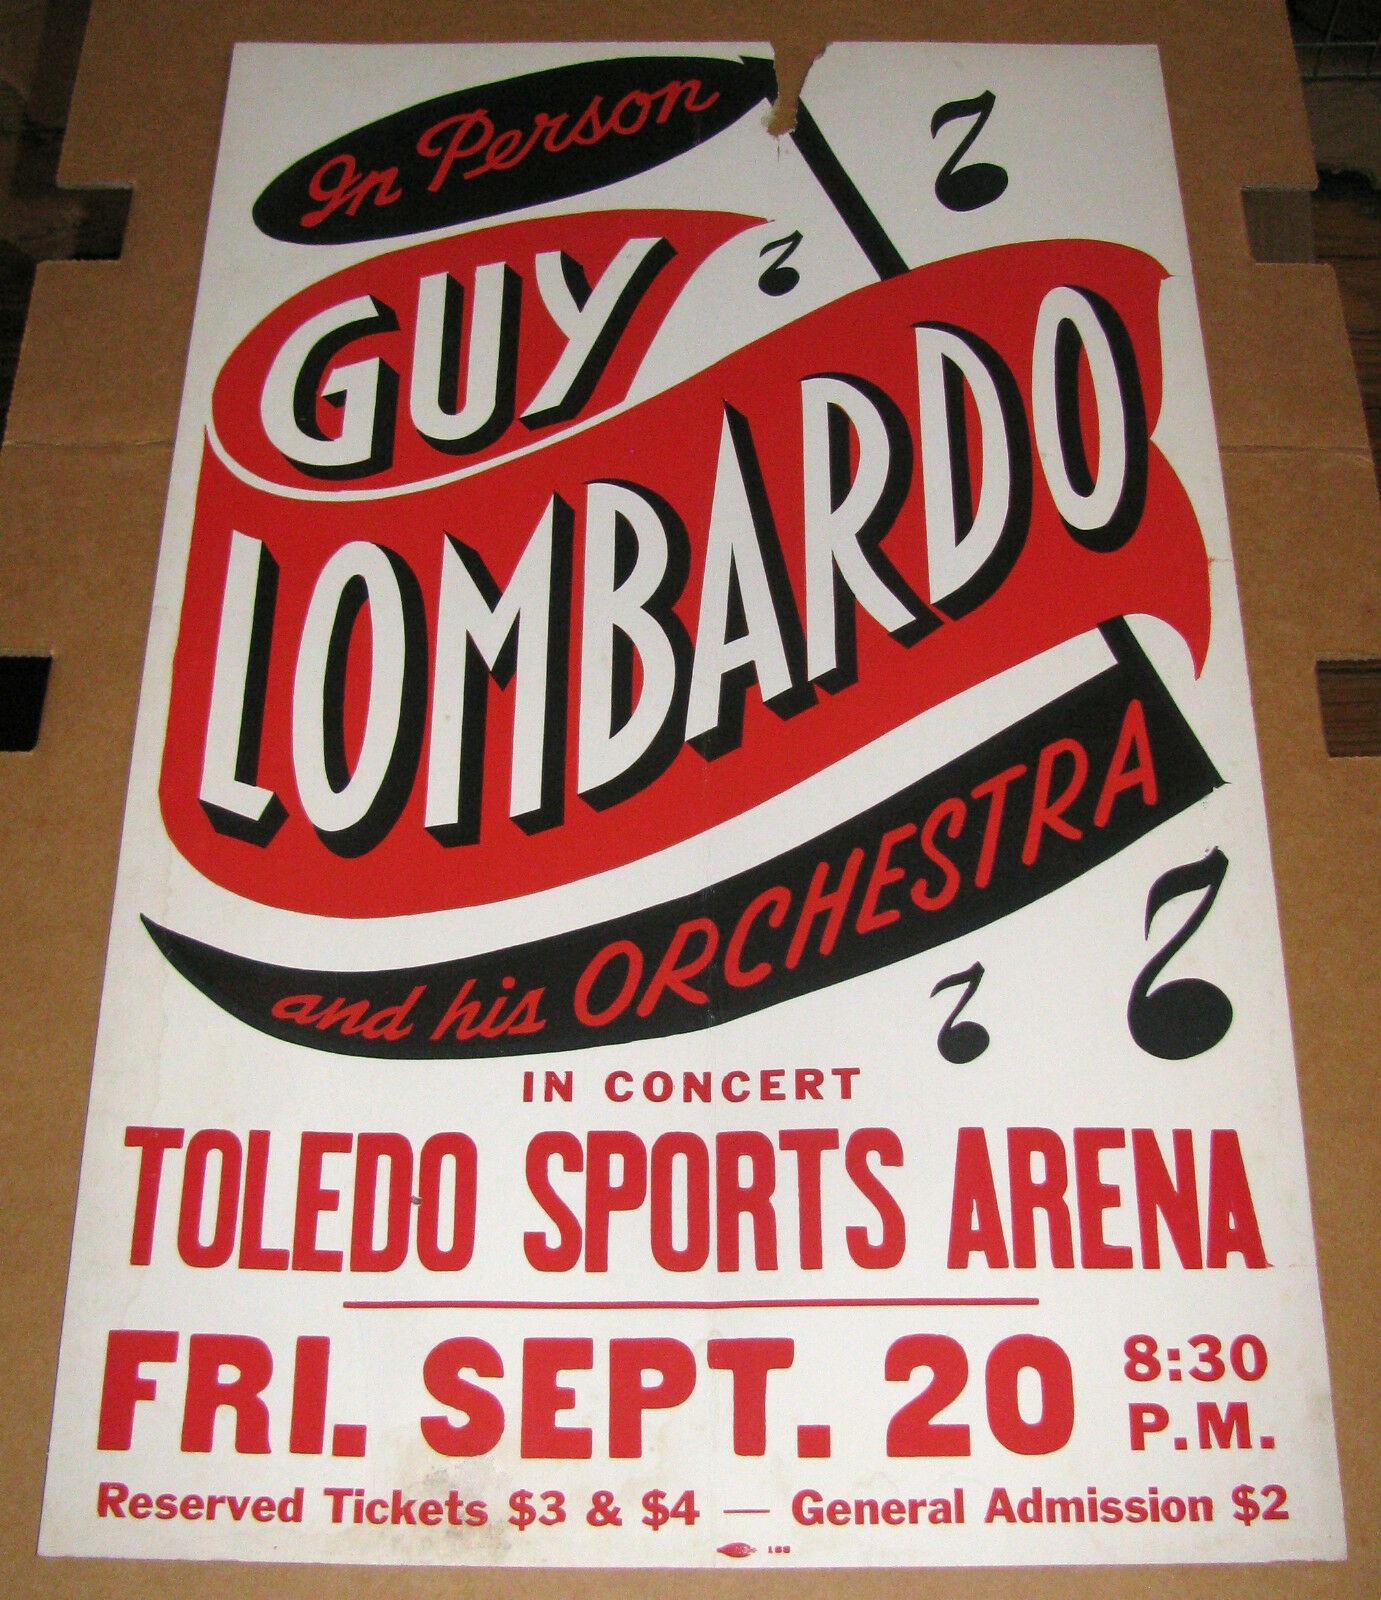 In Person
GUY
LOMBARDO
and his ORCHESTRA
IN CONCERT
TOLEDO SPORTS ARENA
FRI. SEPT. 20 8:30 P.M.
Reserved Tickets $3 & $4 — General Admission $2
168